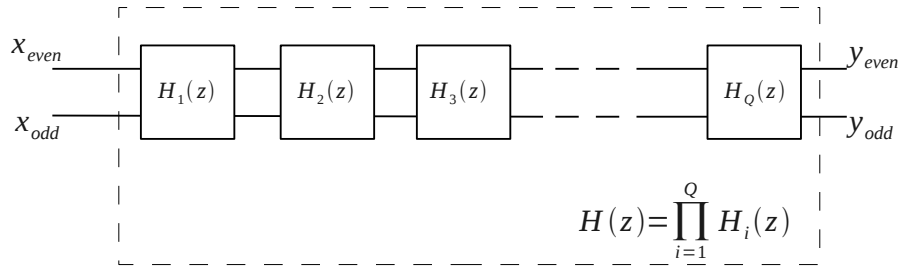 x_even
H_1(z) H_2(z) H_3(z) H_Q(z)
y_even
x_odd
y_odd
H(z)=∏_{i=1}^{Q} H_i(z)